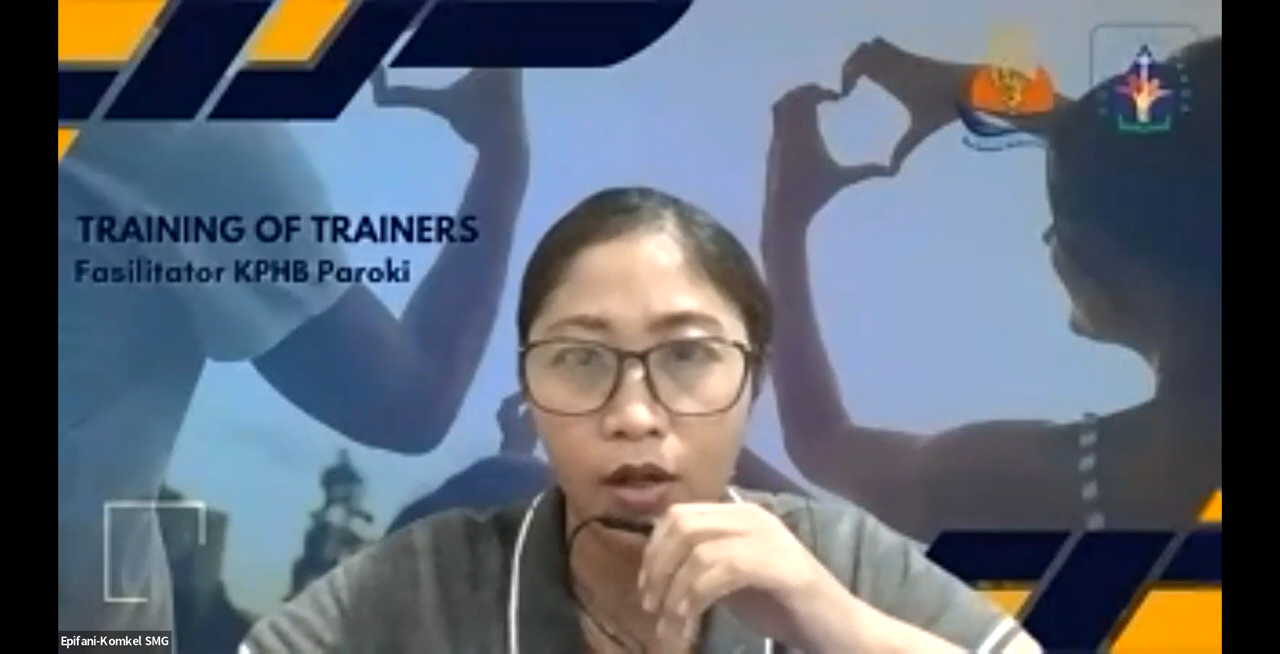 TRAINING OF TRAINERS
Fasilitator KPHB Paroki
Epifani-Komkel SMG